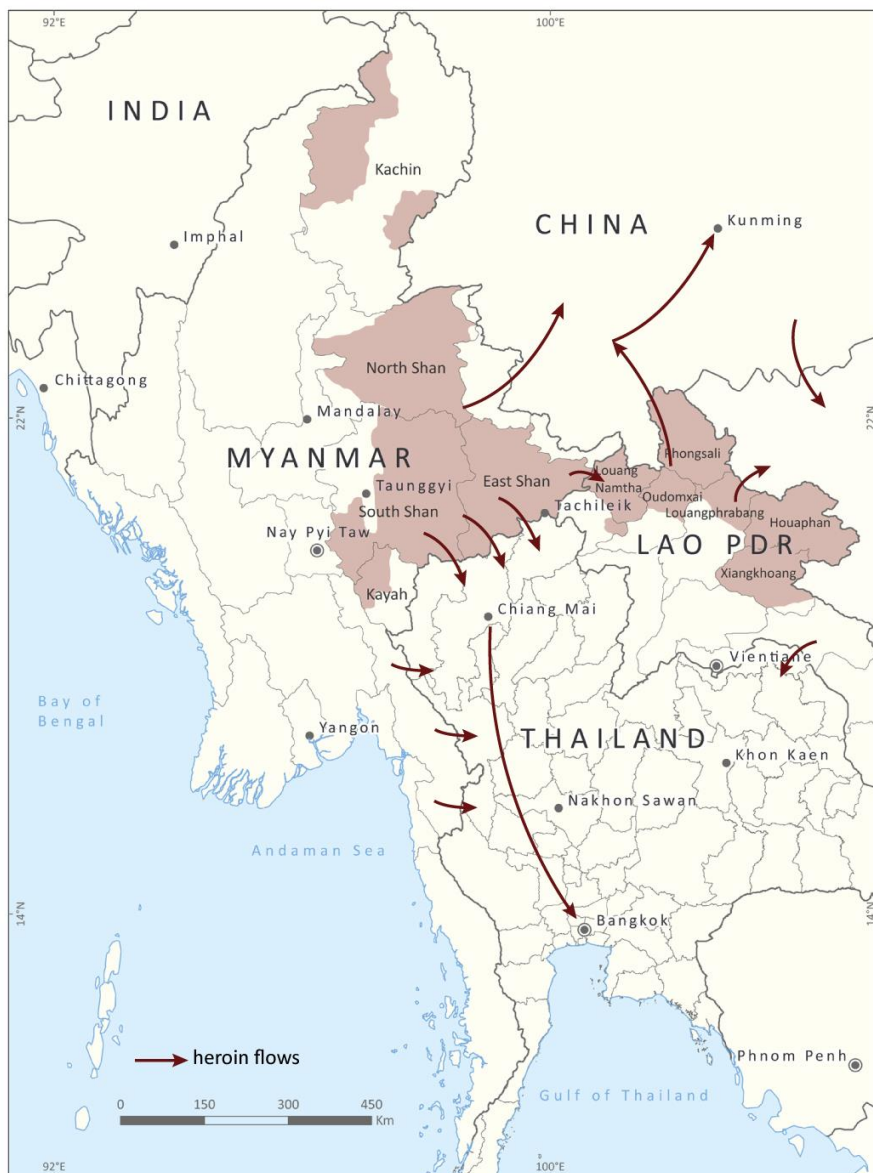 92°E
100°E
INDIA
Kachin
CHINA
Kunming
Imphal
North Shan
Chittagong
22°N
22°N
Mandalay
MYANMAR
Phongsali
Louang
Namtha
East Shan
Taunggyi
Oudomxai
South Shan
Tachileik
Louangphrabang
Houaphan
Nay Pyi Taw
LAO PDR
Xiangkhoang
Kayah
Chiang Mai
Vientiane
Bay of
Bengal
Yangon
THAILAND
Khon Kaen
Nakhon Sawan
Andaman Sea
14°N
14°N
Bangkok
heroin flows
Phnom Penh
Gulf of Thailand
0 150 300 450
Km
92°E
100°E